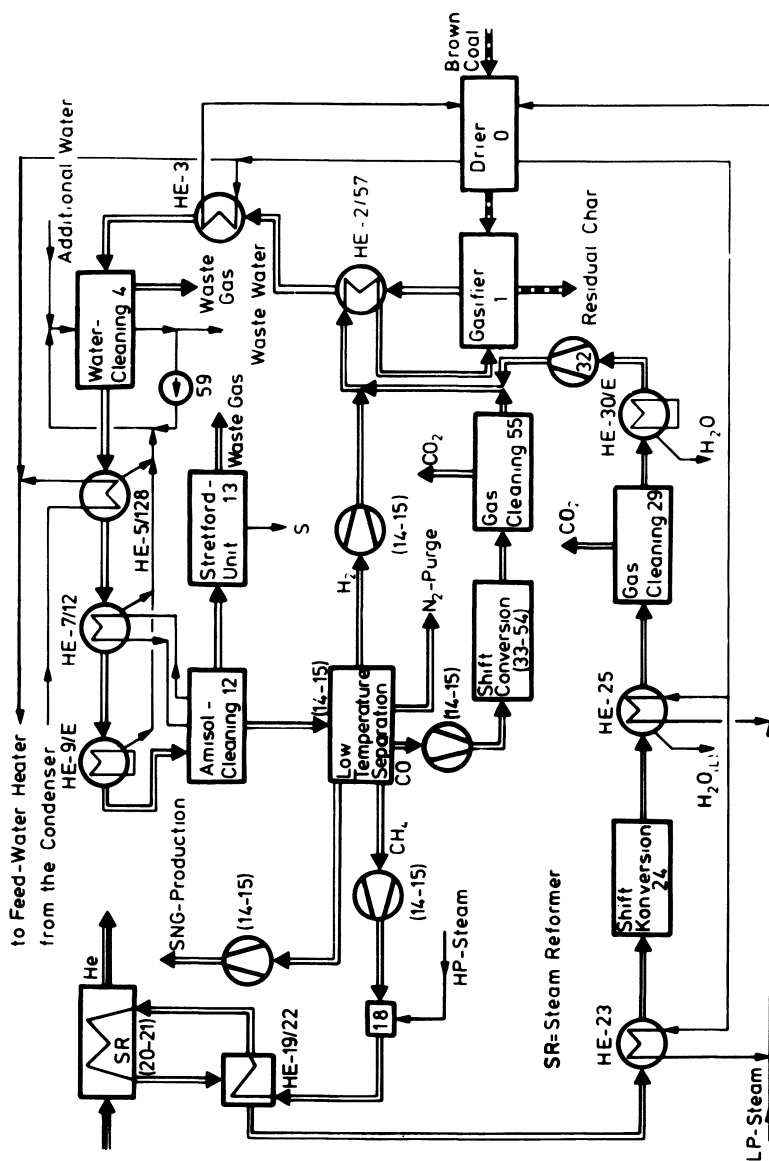 to Feed-Water Heater
from the Condenser
He
SR
(20-21)
HE-19/22
SNG-Production
(14-15)
CH₄
(14-15)
18
HP-Steam
HE-9/E
HE-7/12
HE-5/128
59
Additional Water
Water-
Cleaning 4
Waste
Gas
Waste Water
HE-3
Amisol-
Cleaning 12
Stretford-
Unit 13
Waste Gas
S
(14-15)
Low
Temperature
Separation
H₂
(14-15)
N₂-Purge
CO
(14-15)
Shift
Conversion
(33-54)
Gas
Cleaning 55
CO₂
HE-2/57
Gasifier
1
Residual Char
Drier
0
Brown
Coal
32
HE-30/E
H₂O
Gas
Cleaning 29
CO₂
HE-25
H₂O(L)
Shift
Konversion
24
HE-23
LP-Steam
SR=Steam Reformer